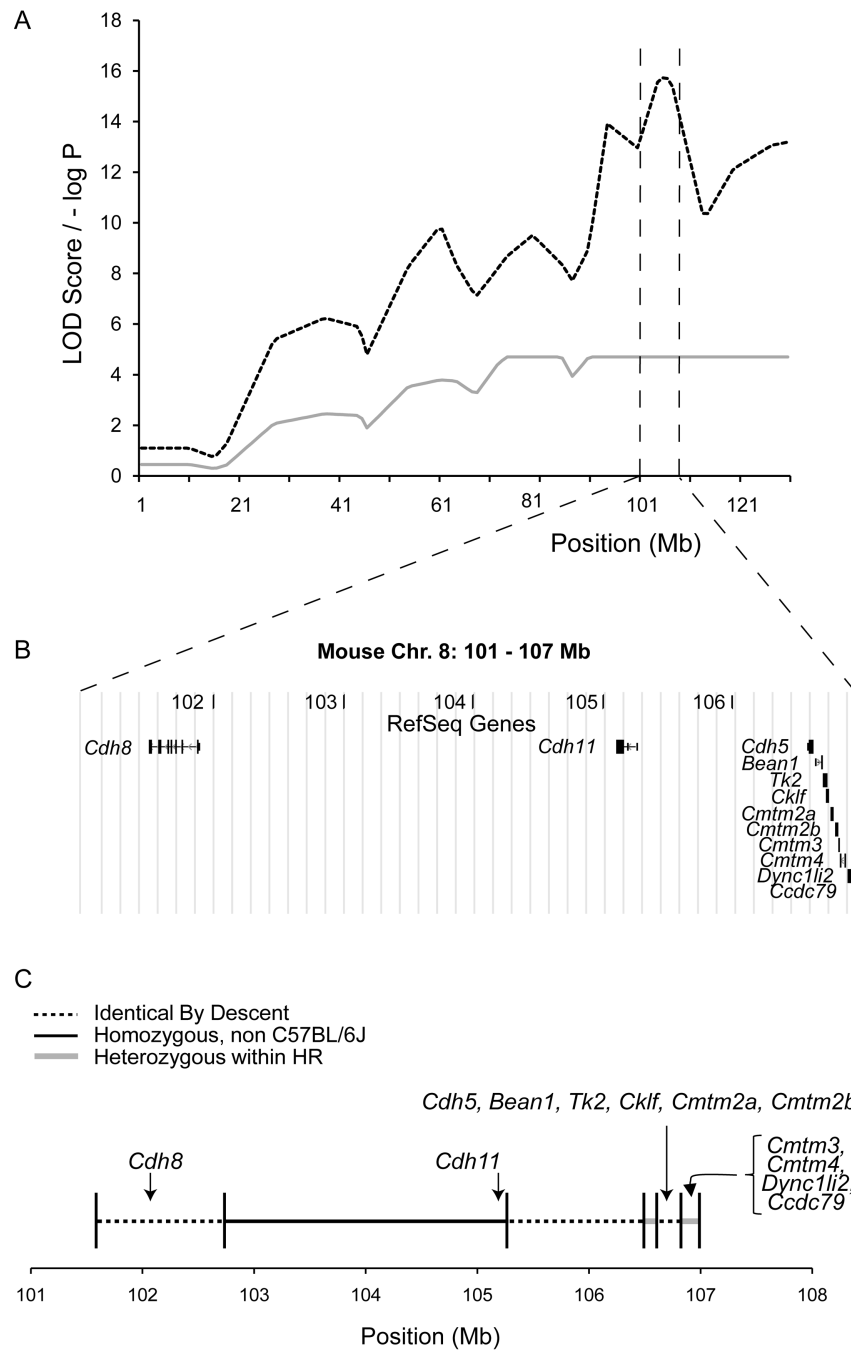 A
18
16
14
12
10
8
6
4
2
0
LOD Score / - log P
1 21 41 61 81 101 121
Position (Mb)
B
Mouse Chr. 8: 101 - 107 Mb
102 103 104 105 106
RefSeq Genes
Cdh8 Cdh11 Cdh5
Bean1
Tk2
Cklf
Cmtm2a
Cmtm2b
Cmtm3
Cmtm4
Dync1li2
Ccdc79
C
Identical By Descent
Homozygous, non C57BL/6J
Heterozygous within HR
Cdh5, Bean1, Tk2, Cklf, Cmtm2a, Cmtm2b
Cdh8 Cdh11
Cmtm3,
Cmtm4,
Dync1li2,
Ccdc79
101 102 103 104 105 106 107 108
Position (Mb)